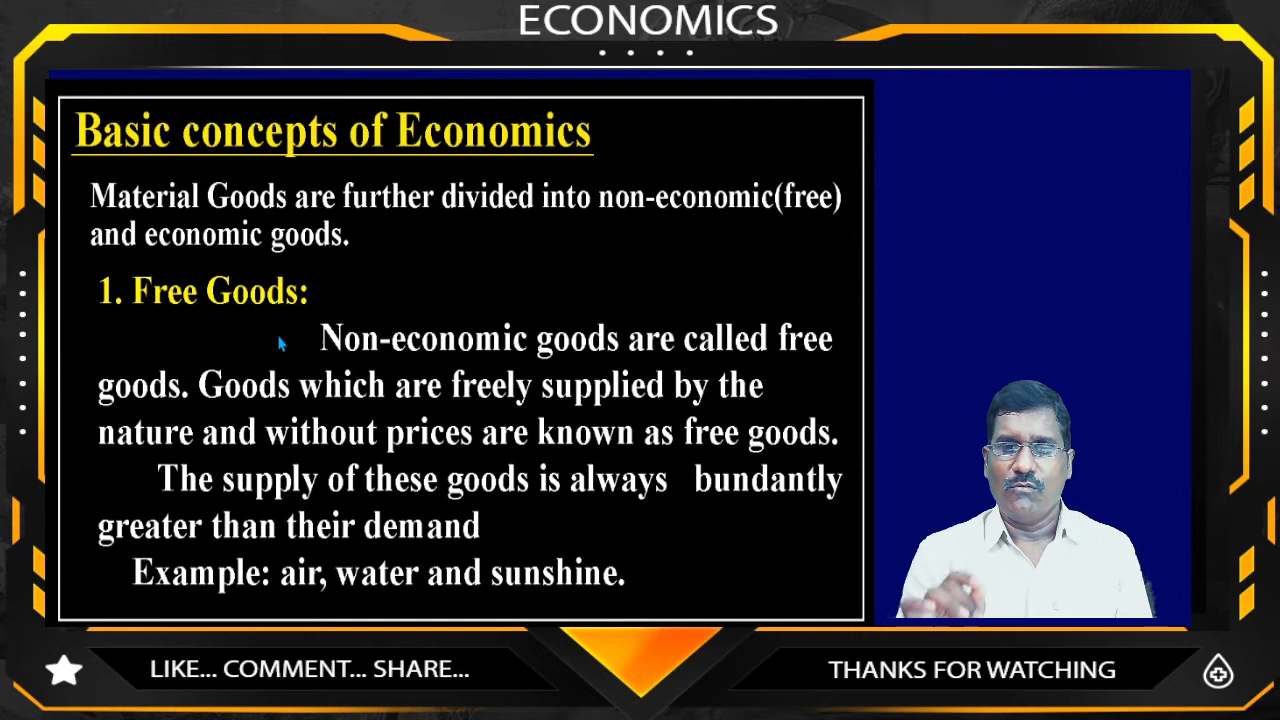 ECONOMICS
Basic concepts of Economics
Material Goods are further divided into non-economic(free)
and economic goods.
1. Free Goods:
Non-economic goods are called free
goods. Goods which are freely supplied by the
nature and without prices are known as free goods.
The supply of these goods is always bundantly
greater than their demand
Example: air, water and sunshine.
LIKE... COMMENT... SHARE...
THANKS FOR WATCHING